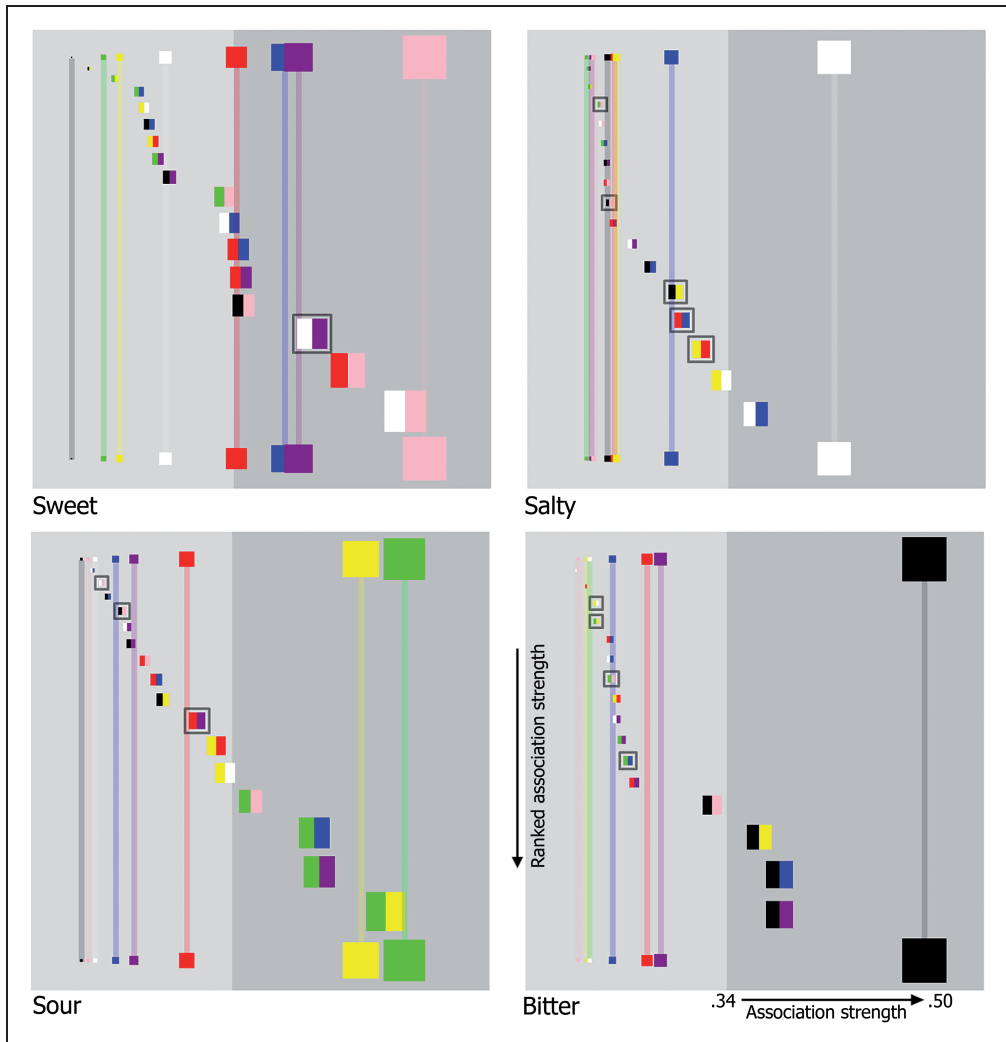 Sweet
Salty
Ranked association strength
Sour
Bitter
.34
.50
Association strength